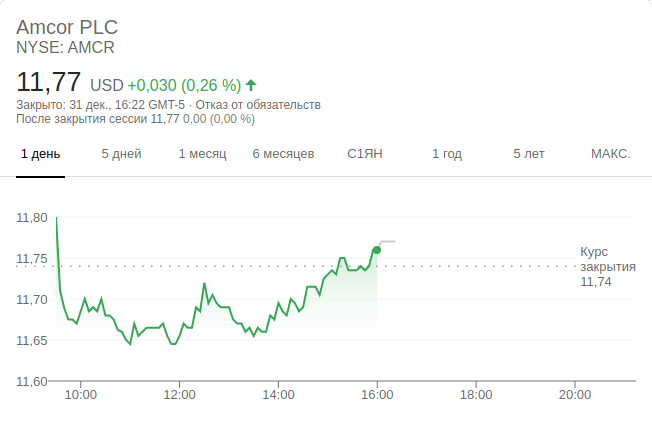 Amcor PLC
NYSE: AMCR
11,77 USD +0,030 (0,26 %)
Закрыто: 31 дек., 16:22 GMT-5 · Отказ от обязательств
После закрытия сессии 11,77 0,00 (0,00 %)
1 день 5 дней 1 месяц 6 месяцев С1ЯН 1 год 5 лет МАКС.
11,80
11,75
11,70
11,65
11,60
Курс
закрытия
11,74
10:00 12:00 14:00 16:00 18:00 20:00